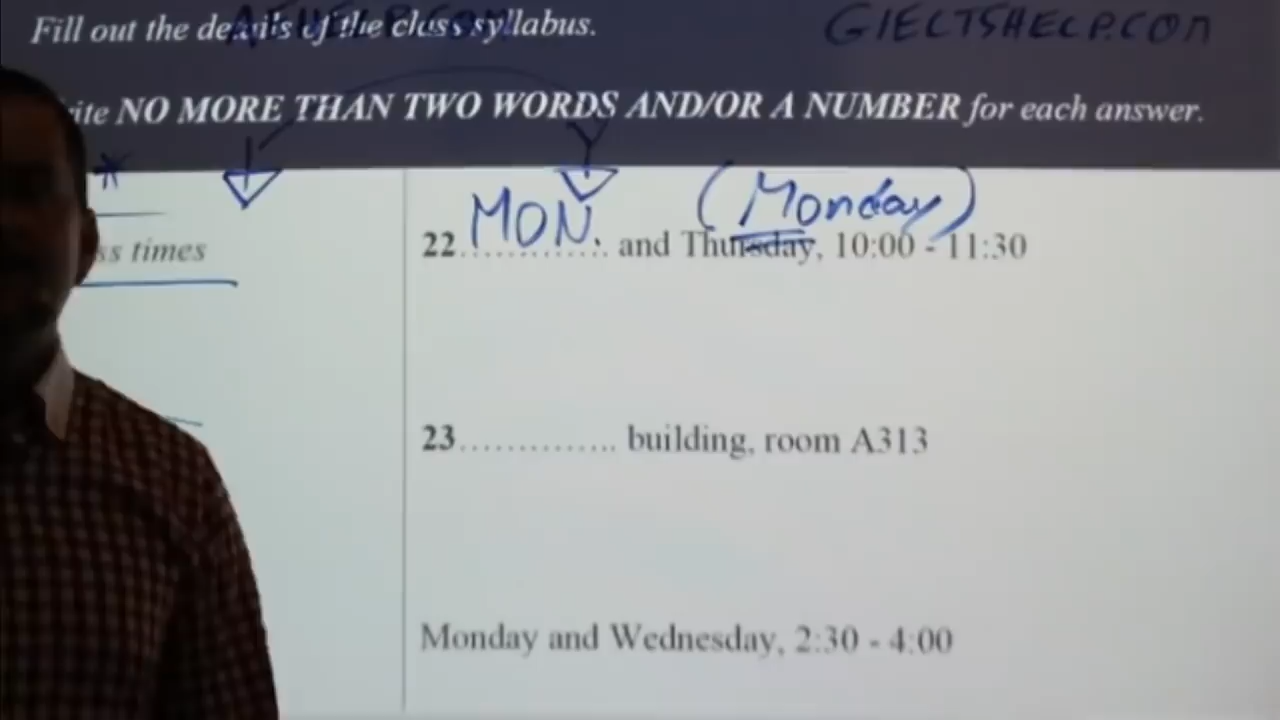 Fill out the details of the class syllabus.
GIELTSHELP.COM
ite NO MORE THAN TWO WORDS AND/OR A NUMBER for each answer.
*
(Monday)
MON.
ss times
22............. and Thursday, 10:00 - 11:30
23.............. building, room A313
Monday and Wednesday, 2:30 - 4:00